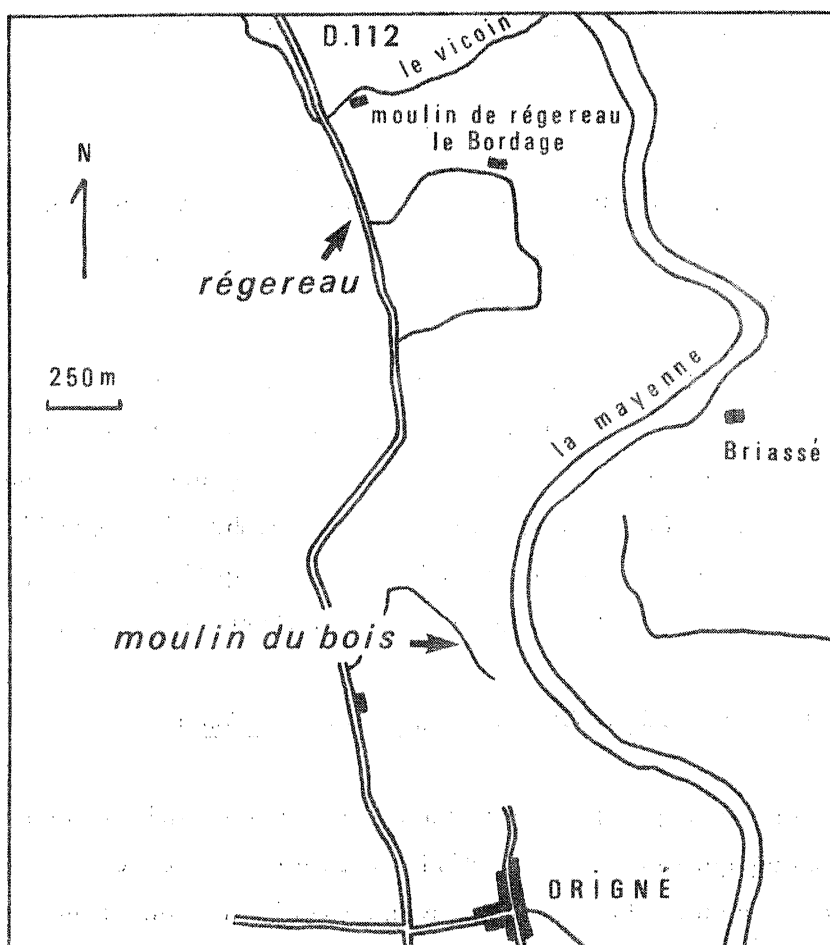 D.112
le vicoin
moulin de régereau
le Bordage
N
régereau
250m
la mayenne
Briassé
moulin du bois
ORIGNÉ